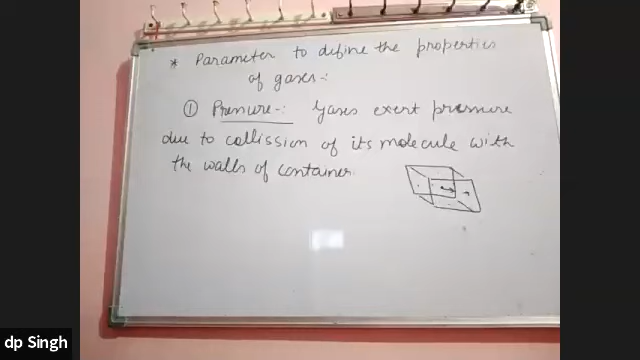 * Parameter to define the properties
of gases-:
① Pressure-: Gases exert pressure
due to collission of its molecule with
the walls of container.
dp Singh